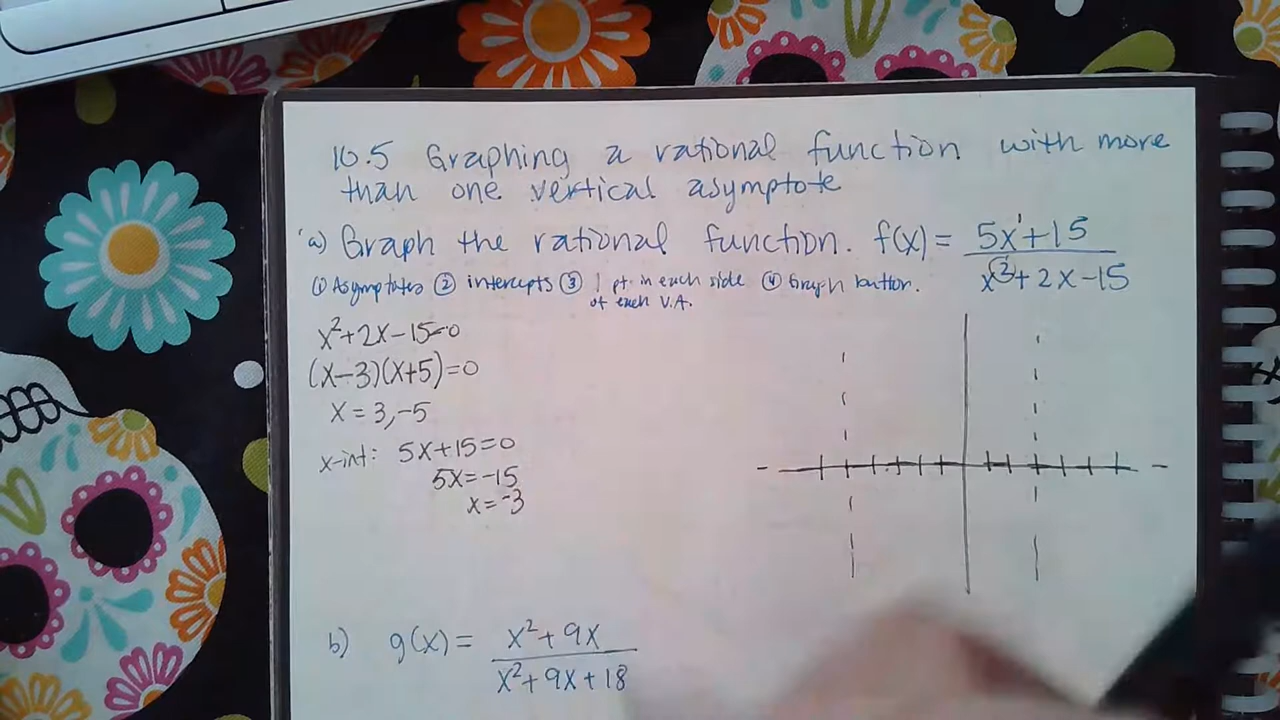 10.5 Graphing a rational function with more
than one vertical asymptote
a) Graph the rational function. f(x) = 5x¹+15 / x²+2x-15
① Asymptotes ② intercepts ③ 1 pt. in each side ④ Graph button.
of each V.A.
x²+2x-15=0
(x-3)(x+5)=0
x = 3,-5
x-int: 5x+15=0
5x=-15
x=-3
b) g(x) = x²+9x / x²+9x+18